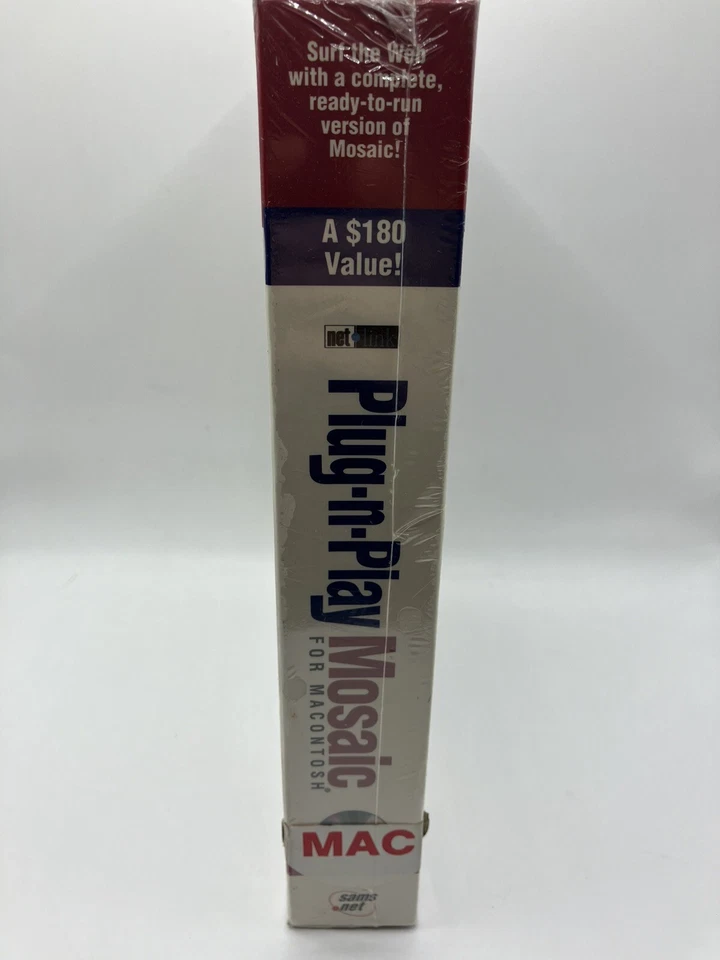 Surf the Web
with a complete,
ready-to-run
version of
Mosaic!
A $180
Value!
net link
Plug-n-Play Mosaic
FOR MACONTOSH®
MAC
sams
.net